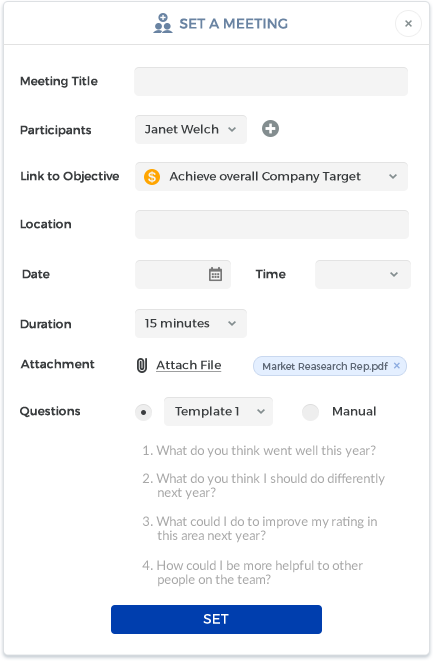 SET A MEETING
Meeting Title
Participants
Janet Welch
Link to Objective
$ Achieve overall Company Target
Location
Date
Time
Duration
15 minutes
Attachment
Attach File
Market Reasearch Rep.pdf ×
Questions
Template 1
Manual
1. What do you think went well this year?
2. What do you think I should do differently
next year?
3. What could I do to improve my rating in
this area next year?
4. How could I be more helpful to other
people on the team?
SET